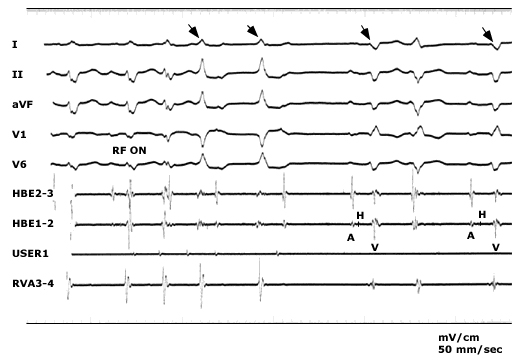 I
II
aVF
V1
RF ON
V6
HBE2-3
HBE1-2
H
H
A
A
V
V
USER1
RVA3-4
mV/cm
50 mm/sec